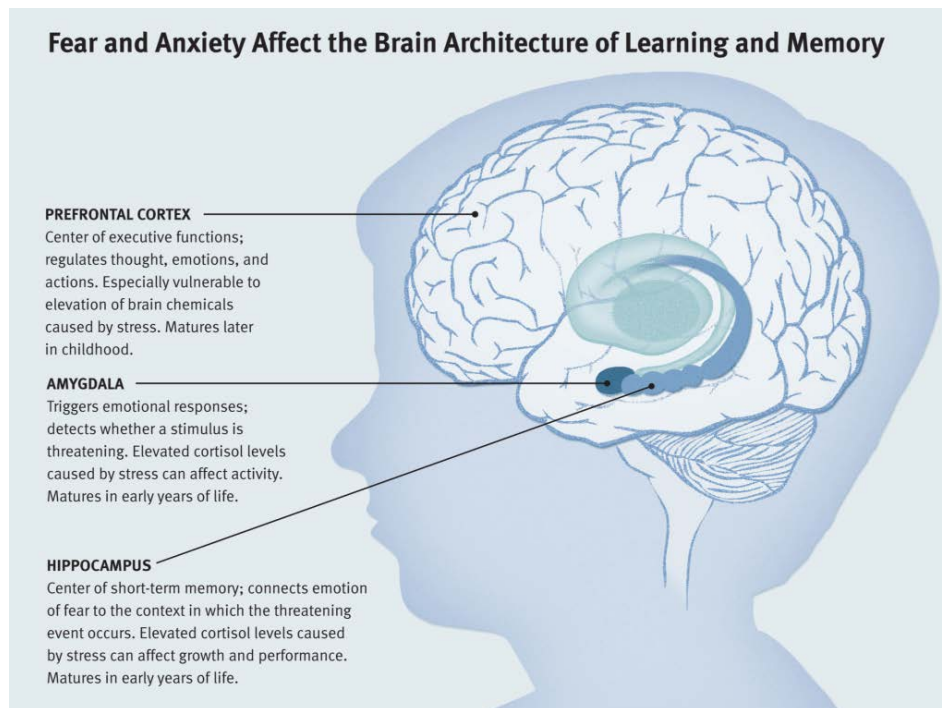 Fear and Anxiety Affect the Brain Architecture of Learning and Memory
PREFRONTAL CORTEX
Center of executive functions;
regulates thought, emotions, and
actions. Especially vulnerable to
elevation of brain chemicals
caused by stress. Matures later
in childhood.
AMYGDALA
Triggers emotional responses;
detects whether a stimulus is
threatening. Elevated cortisol levels
caused by stress can affect activity.
Matures in early years of life.
HIPPOCAMPUS
Center of short-term memory; connects emotion
of fear to the context in which the threatening
event occurs. Elevated cortisol levels caused
by stress can affect growth and performance.
Matures in early years of life.